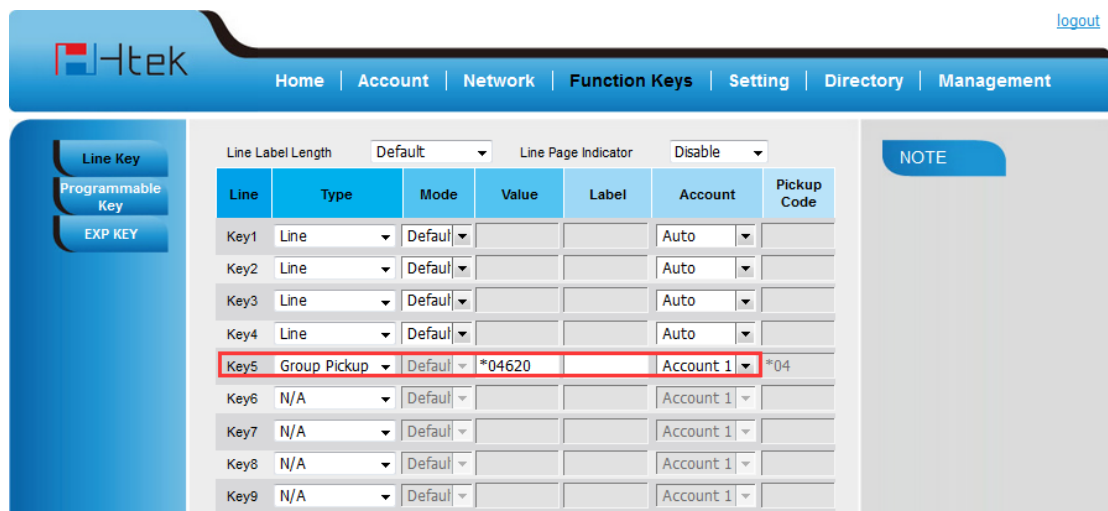 logout
Htek
Home | Account | Network | Function Keys | Setting | Directory | Management
Line Key
Programmable
Key
EXP KEY
Line Label Length Default Line Page Indicator Disable
NOTE
Line Type Mode Value Label Account Pickup Code
Key1 Line Defaul Auto
Key2 Line Defaul Auto
Key3 Line Defaul Auto
Key4 Line Defaul Auto
Key5 Group Pickup Defaul *04620 Account 1 *04
Key6 N/A Defaul Account 1
Key7 N/A Defaul Account 1
Key8 N/A Defaul Account 1
Key9 N/A Defaul Account 1